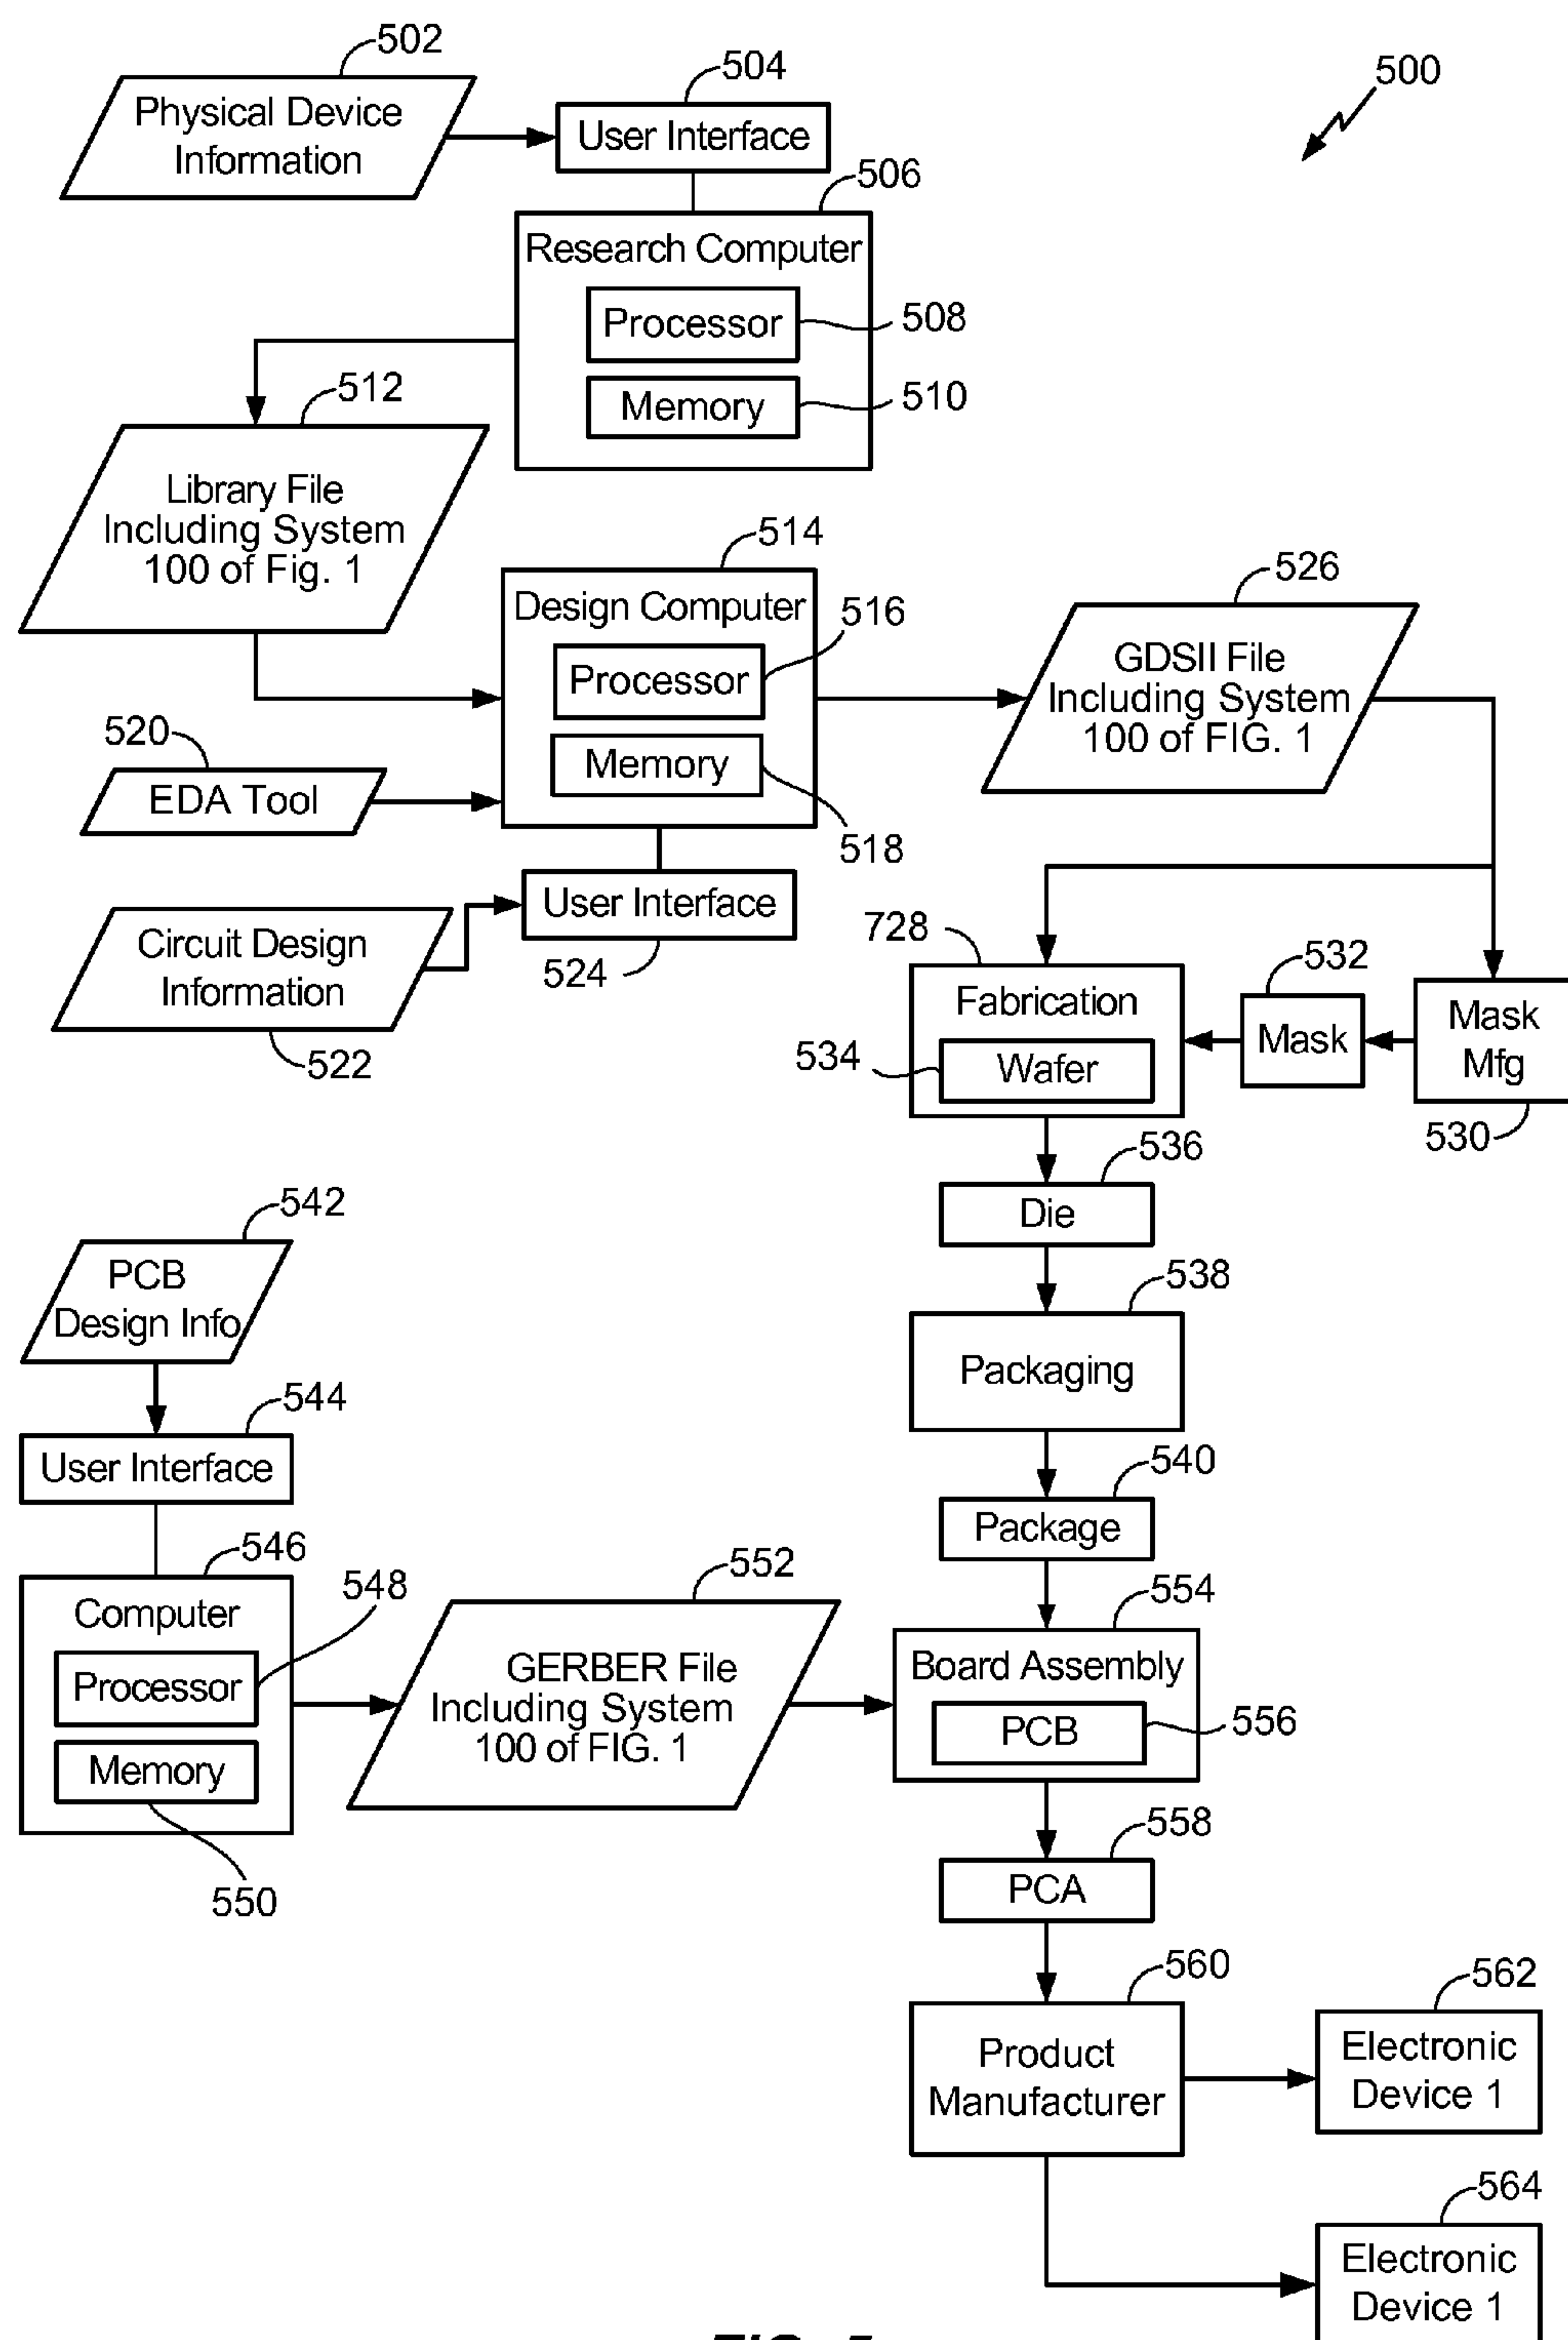 502
Physical Device
Information
504
User Interface
500
506
Research Computer
Processor
508
Memory
510
512
Library File
Including System
100 of Fig. 1
514
Design Computer
516
Processor
Memory
518
520
EDA Tool
User Interface
524
Circuit Design
Information
522
526
GDSII File
Including System
100 of FIG. 1
728
Fabrication
534
Wafer
532
Mask
Mask
Mfg
530
536
Die
538
Packaging
540
Package
542
PCB
Design Info
544
User Interface
546
Computer
548
Processor
Memory
550
552
GERBER File
Including System
100 of FIG. 1
554
Board Assembly
PCB
556
558
PCA
560
Product
Manufacturer
562
Electronic
Device 1
564
Electronic
Device 1